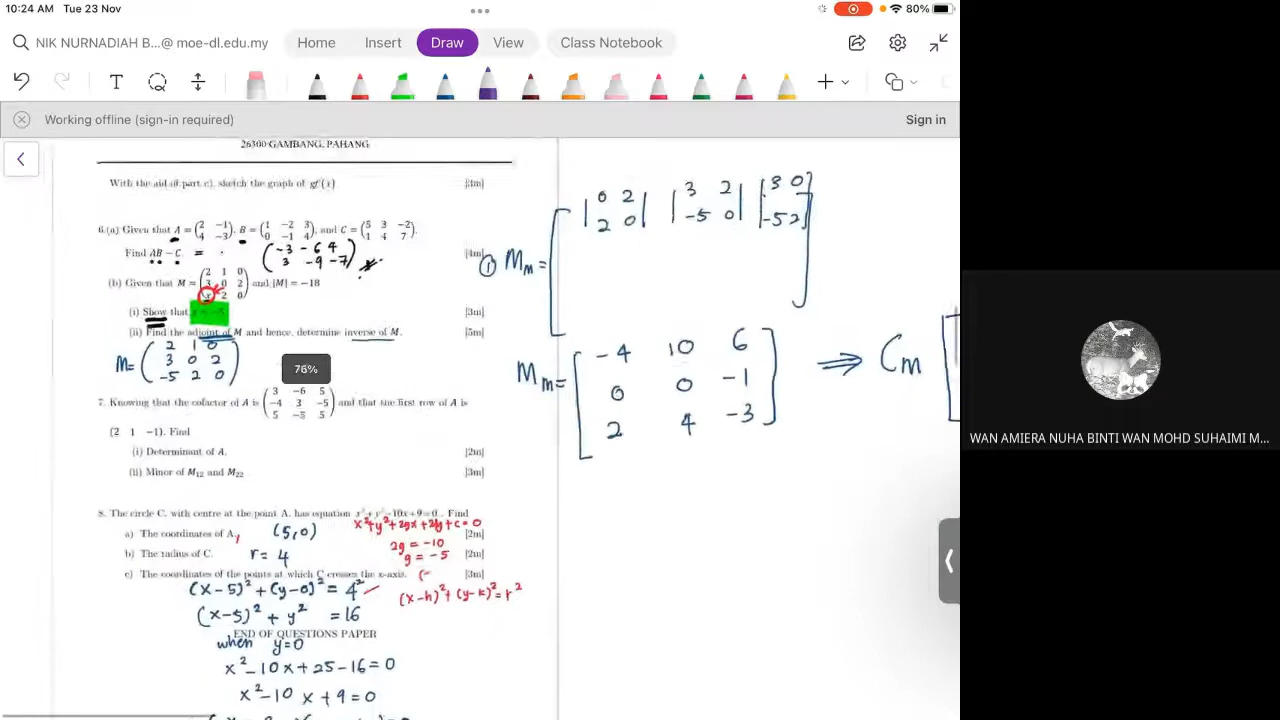 10:24 AM Tue 23 Nov
80%
NIK NURNADIAH B...@ moe-dl.edu.my
Home Insert Draw View Class Notebook
Working offline (sign-in required) Sign in
26300 GAMBANG, PAHANG
With the aid of part c), sketch the graph of gf(x) [3m]
6.(a) Given that A = (2 -1 4 -3), B = (1 -2 3 0 -1 4), and C = (5 3 -2 1 4 7).
Find AB - C. = (-3 -6 4 3 -9 -7) [4m]
(b) Given that M = (2 1 0 3 0 2 x 2 0) and |M| = -18
(i) Show that [3m]
(ii) Find the adjoint of M and hence, determine inverse of M. [5m]
M = (2 1 0 3 0 2 -5 2 0)
76%
7. Knowing that the cofactor of A is (3 -6 5 -4 3 -5 5 -5 5) and that the first row of A is
(2 1 -1). Find
(i) Determinant of A. [2m]
(ii) Minor of M12 and M22 [3m]
8. The circle C, with centre at the point A, has equation x²+y²-10x+9=0. Find
x²+y²+2gx+2fy+c=0
a) The coordinates of A, (5,0) [2m]
2g = -10
g = -5
b) The radius of C. r = 4 [2m]
c) The coordinates of the points at which C crosses the x-axis. [3m]
(x-5)² + (y-0)² = 4²
(x-h)²+(y-k)²=r²
(x-5)² + y² = 16
END OF QUESTIONS PAPER
when y=0
x²-10x+25-16=0
x²-10x+9=0
① Mm = [ |0 2 2 0| |3 2 -5 0| |3 0 -5 2| ]
Mm = [ -4 10 6
0 0 -1
2 4 -3 ] ⇒ Cm [
WAN AMIERA NUHA BINTI WAN MOHD SUHAIMI M...